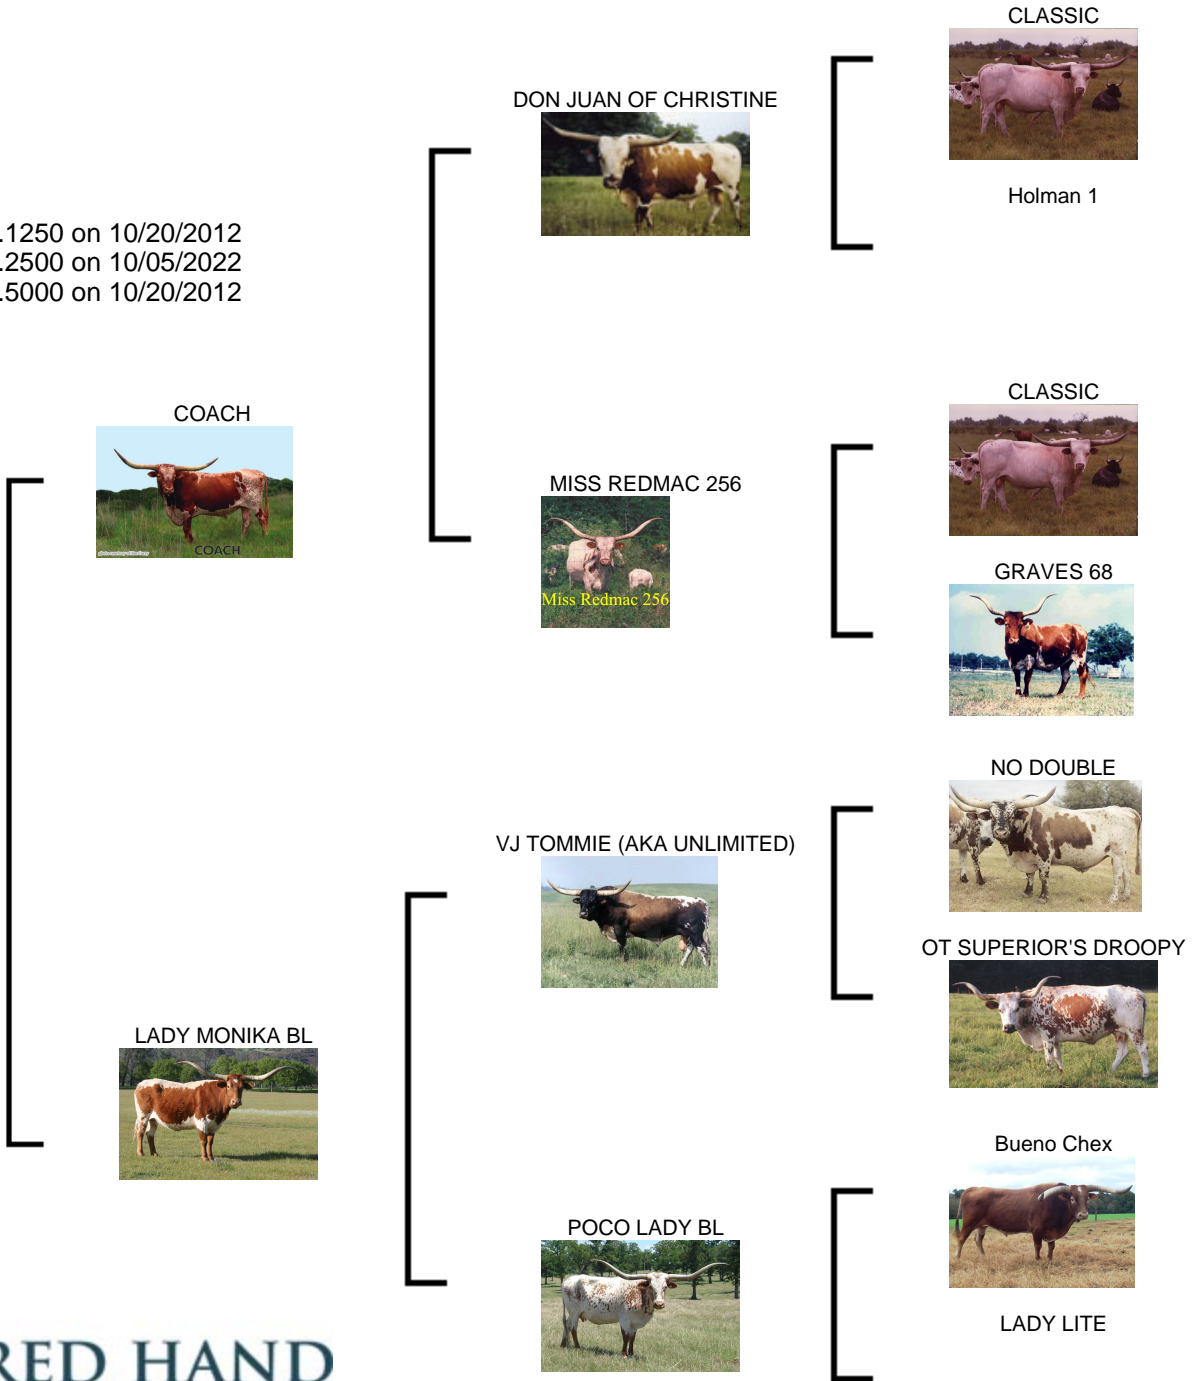 CLASSIC
DON JUAN OF CHRISTINE
Holman 1
.1250 on 10/20/2012
.2500 on 10/05/2022
.5000 on 10/20/2012
CLASSIC
COACH
COACH
MISS REDMAC 256
Miss Redmac 256
GRAVES 68
NO DOUBLE
VJ TOMMIE (AKA UNLIMITED)
OT SUPERIOR'S DROOPY
LADY MONIKA BL
Bueno Chex
POCO LADY BL
LADY LITE
RED HAND